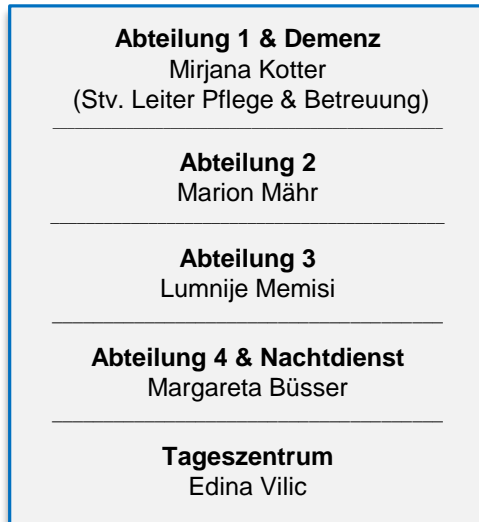 Abteilung 1 & Demenz
Mirjana Kotter
(Stv. Leiter Pflege & Betreuung)
Abteilung 2
Marion Mähr
Abteilung 3
Lumnije Memisi
Abteilung 4 & Nachtdienst
Margareta Büsser
Tageszentrum
Edina Vilic